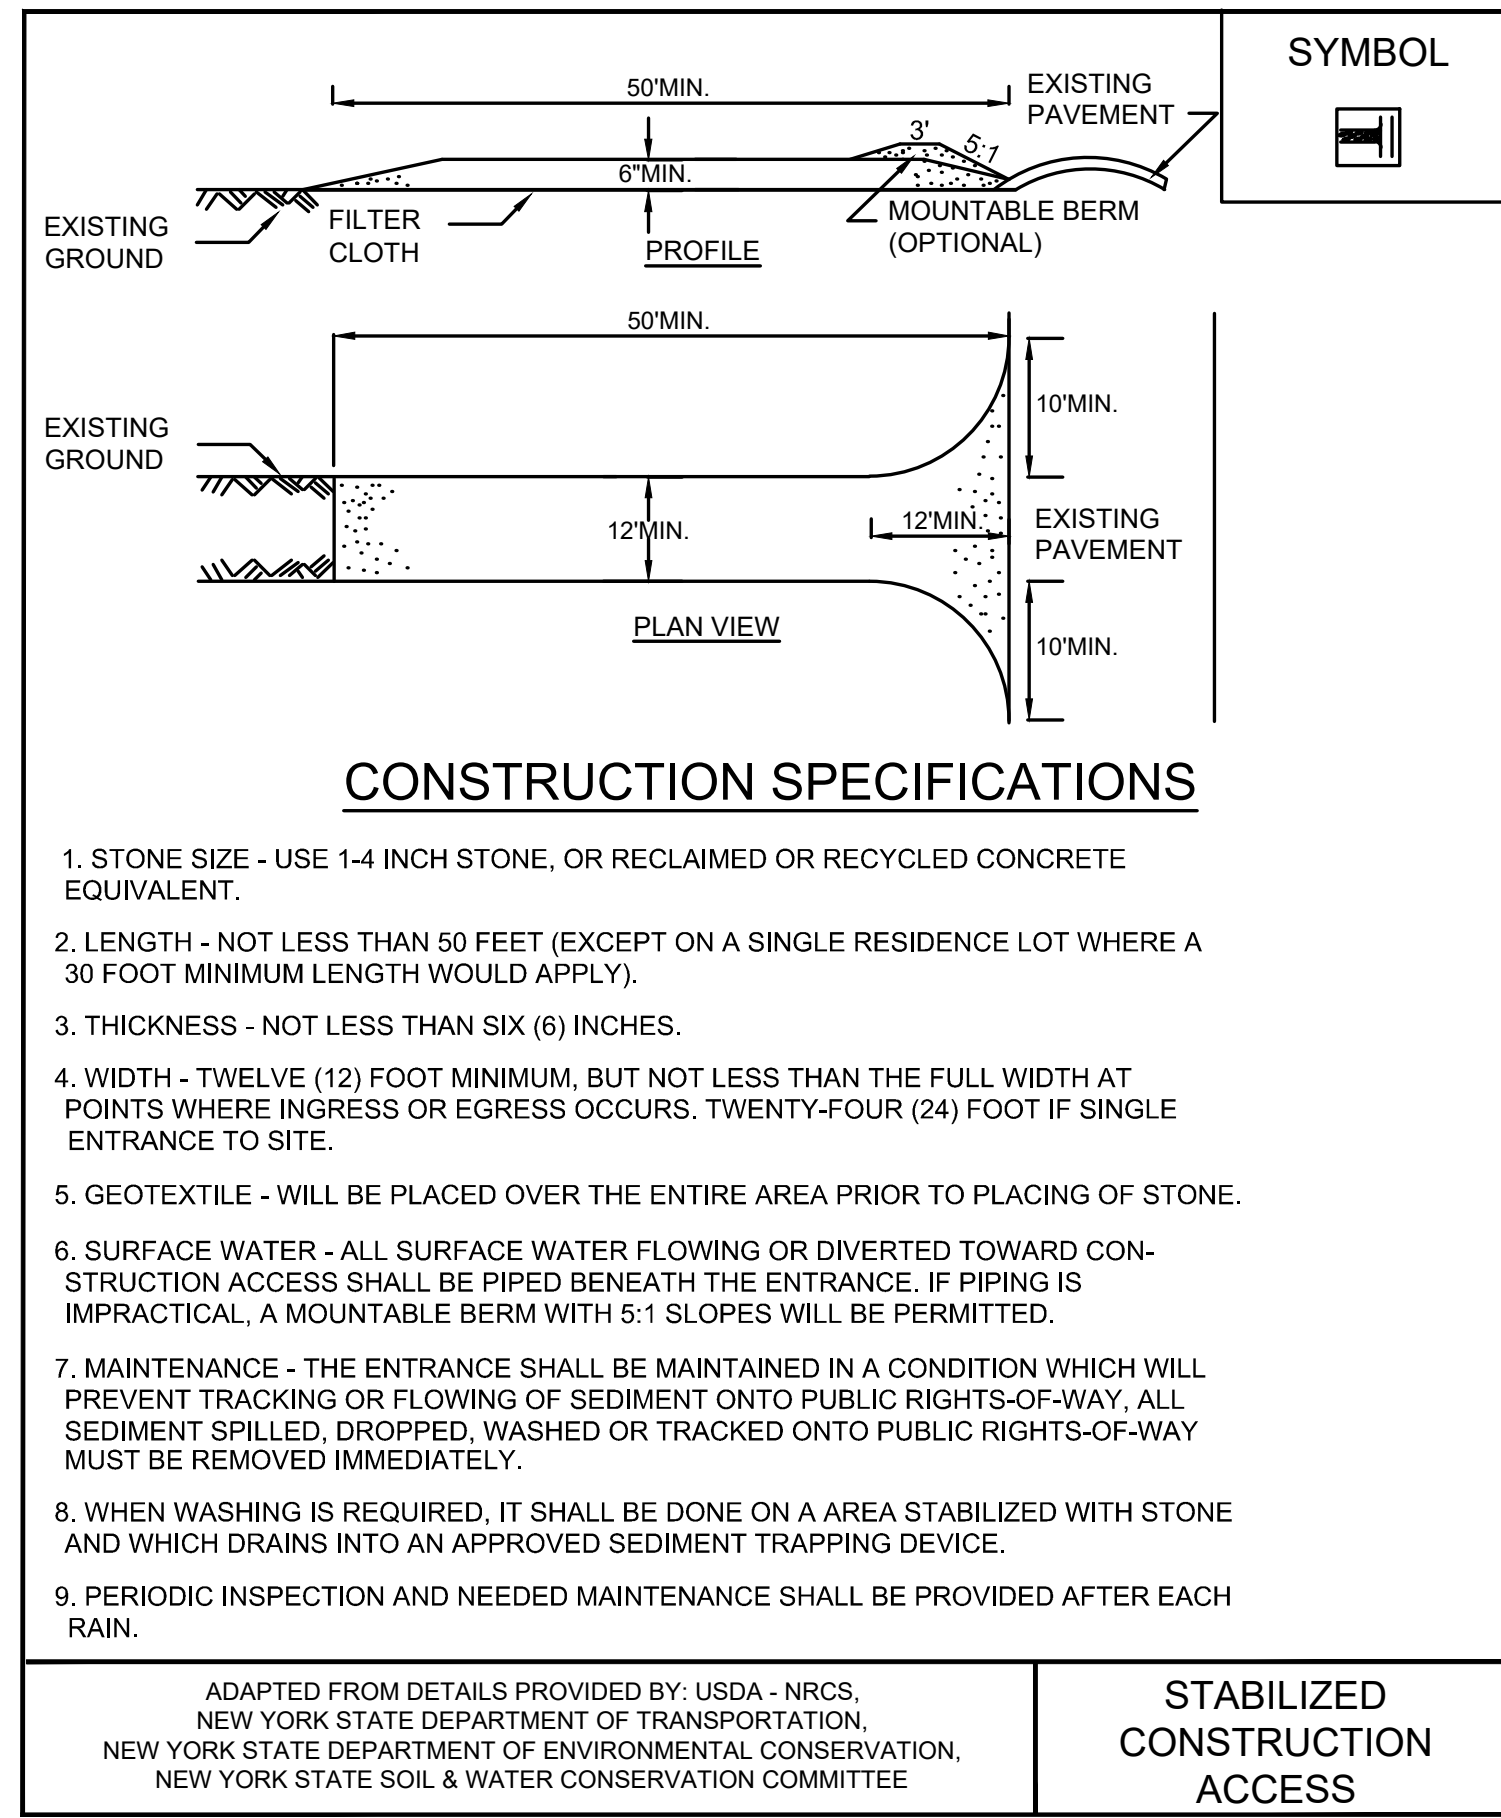 SYMBOL
50'MIN.
EXISTING
PAVEMENT
3'
5:1
6"MIN.
EXISTING
GROUND
FILTER
CLOTH
PROFILE
MOUNTABLE BERM
(OPTIONAL)
50'MIN.
10'MIN.
EXISTING
GROUND
12'MIN.
12'MIN.
EXISTING
PAVEMENT
PLAN VIEW
10'MIN.
CONSTRUCTION SPECIFICATIONS
1. STONE SIZE - USE 1-4 INCH STONE, OR RECLAIMED OR RECYCLED CONCRETE
EQUIVALENT.
2. LENGTH - NOT LESS THAN 50 FEET (EXCEPT ON A SINGLE RESIDENCE LOT WHERE A
30 FOOT MINIMUM LENGTH WOULD APPLY).
3. THICKNESS - NOT LESS THAN SIX (6) INCHES.
4. WIDTH - TWELVE (12) FOOT MINIMUM, BUT NOT LESS THAN THE FULL WIDTH AT
POINTS WHERE INGRESS OR EGRESS OCCURS. TWENTY-FOUR (24) FOOT IF SINGLE
ENTRANCE TO SITE.
5. GEOTEXTILE - WILL BE PLACED OVER THE ENTIRE AREA PRIOR TO PLACING OF STONE.
6. SURFACE WATER - ALL SURFACE WATER FLOWING OR DIVERTED TOWARD CON-
STRUCTION ACCESS SHALL BE PIPED BENEATH THE ENTRANCE. IF PIPING IS
IMPRACTICAL, A MOUNTABLE BERM WITH 5:1 SLOPES WILL BE PERMITTED.
7. MAINTENANCE - THE ENTRANCE SHALL BE MAINTAINED IN A CONDITION WHICH WILL
PREVENT TRACKING OR FLOWING OF SEDIMENT ONTO PUBLIC RIGHTS-OF-WAY, ALL
SEDIMENT SPILLED, DROPPED, WASHED OR TRACKED ONTO PUBLIC RIGHTS-OF-WAY
MUST BE REMOVED IMMEDIATELY.
8. WHEN WASHING IS REQUIRED, IT SHALL BE DONE ON A AREA STABILIZED WITH STONE
AND WHICH DRAINS INTO AN APPROVED SEDIMENT TRAPPING DEVICE.
9. PERIODIC INSPECTION AND NEEDED MAINTENANCE SHALL BE PROVIDED AFTER EACH
RAIN.
ADAPTED FROM DETAILS PROVIDED BY: USDA - NRCS,
NEW YORK STATE DEPARTMENT OF TRANSPORTATION,
NEW YORK STATE DEPARTMENT OF ENVIRONMENTAL CONSERVATION,
NEW YORK STATE SOIL & WATER CONSERVATION COMMITTEE
STABILIZED
CONSTRUCTION
ACCESS